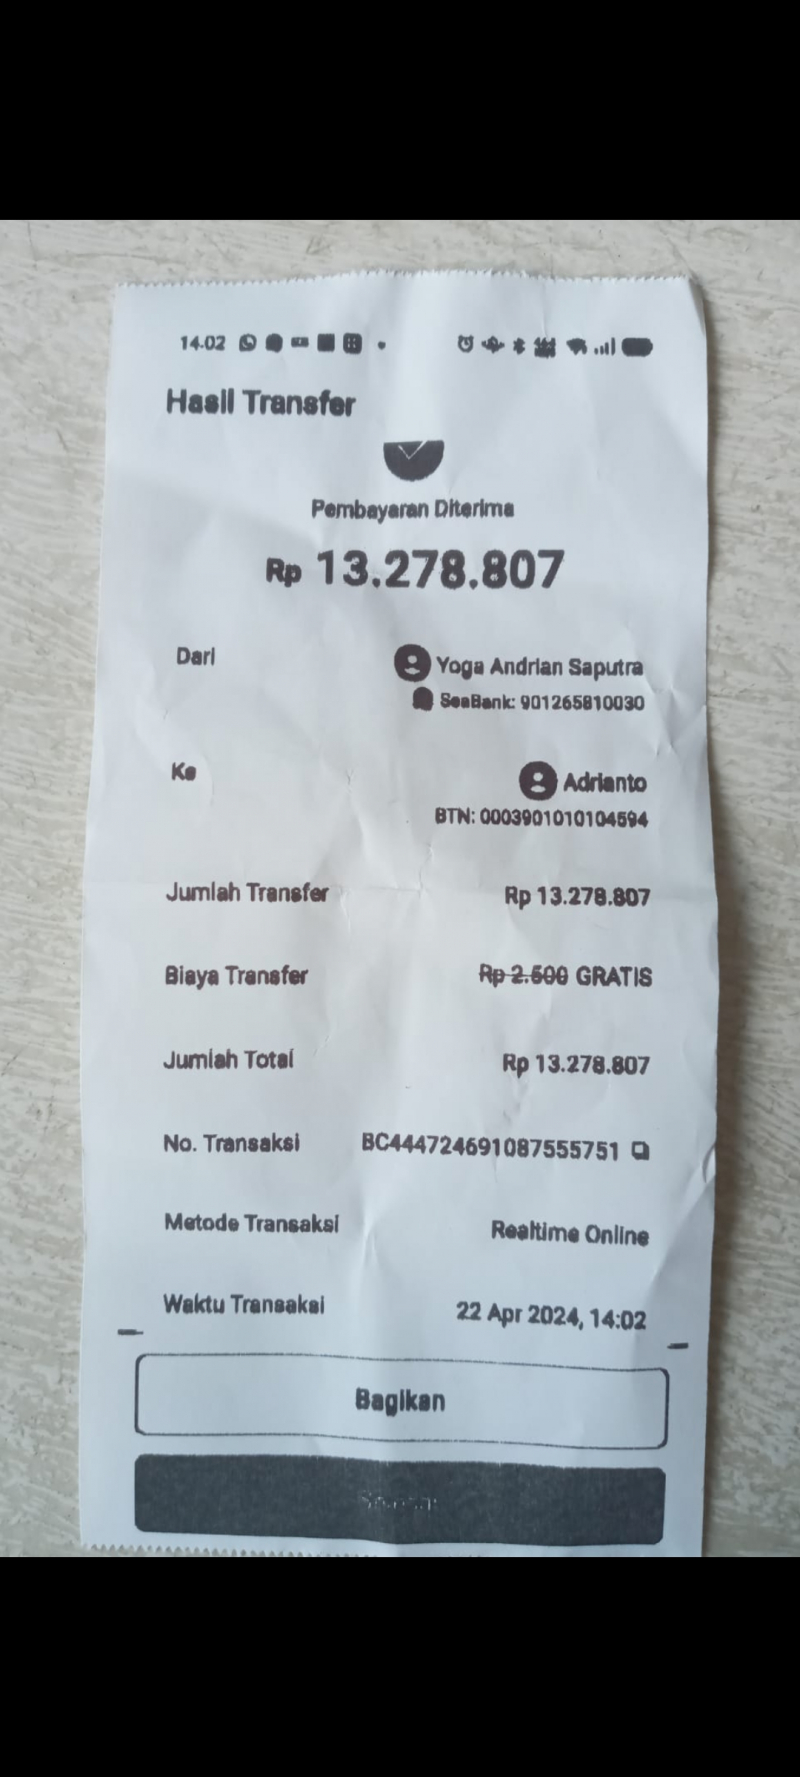 14.02
Hasil Transfer
Pembayaran Diterima
Rp 13.278.807
Dari
Yoga Andrian Saputra
SeaBank: 901265810030
Ke
Adrianto
BTN: 0003901010104594
Jumlah Transfer Rp 13.278.807
Biaya Transfer Rp 2.500 GRATIS
Jumlah Total Rp 13.278.807
No. Transaksi BC444724691087555751
Metode Transaksi Realtime Online
Waktu Transaksi 22 Apr 2024, 14:02
Bagikan